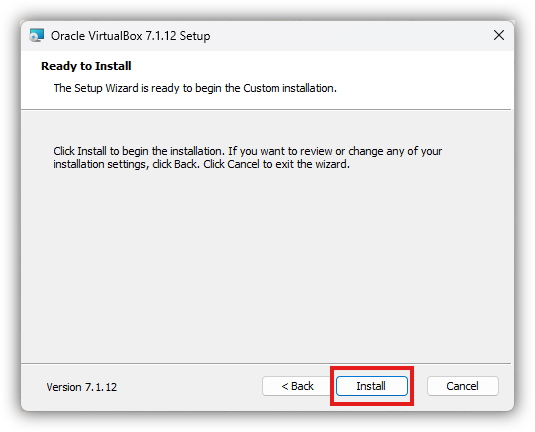 Oracle VirtualBox 7.1.12 Setup
Ready to Install
The Setup Wizard is ready to begin the Custom installation.
Click Install to begin the installation. If you want to review or change any of your
installation settings, click Back. Click Cancel to exit the wizard.
Version 7.1.12
< Back
Install
Cancel